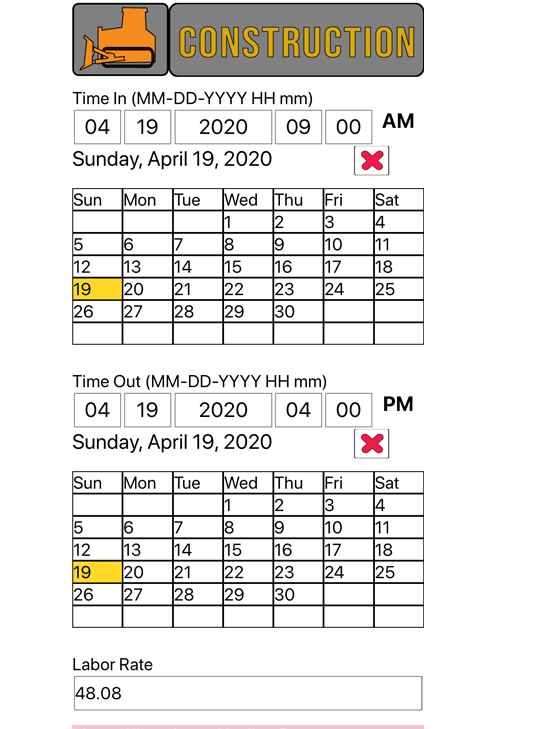 CONSTRUCTION
Time In (MM-DD-YYYY HH mm)
04 19 2020 09 00 AM
Sunday, April 19, 2020
Sun Mon Tue Wed Thu Fri Sat
1 2 3 4
5 6 7 8 9 10 11
12 13 14 15 16 17 18
19 20 21 22 23 24 25
26 27 28 29 30
Time Out (MM-DD-YYYY HH mm)
04 19 2020 04 00 PM
Sunday, April 19, 2020
Sun Mon Tue Wed Thu Fri Sat
1 2 3 4
5 6 7 8 9 10 11
12 13 14 15 16 17 18
19 20 21 22 23 24 25
26 27 28 29 30
Labor Rate
48.08